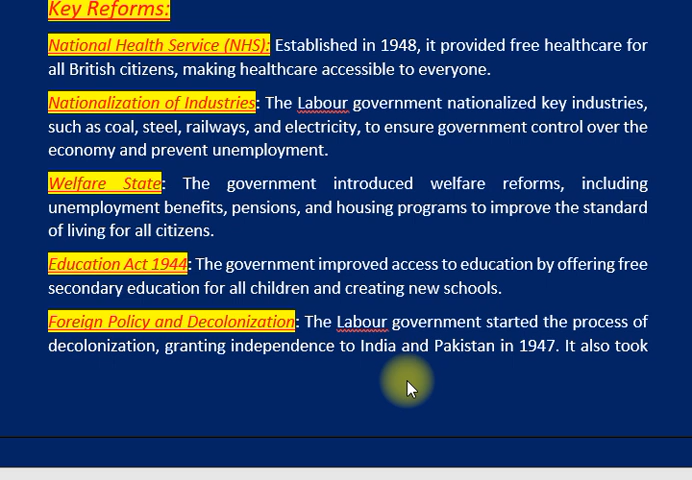 Key Reforms:
National Health Service (NHS): Established in 1948, it provided free healthcare for
all British citizens, making healthcare accessible to everyone.
Nationalization of Industries: The Labour government nationalized key industries,
such as coal, steel, railways, and electricity, to ensure government control over the
economy and prevent unemployment.
Welfare State: The government introduced welfare reforms, including
unemployment benefits, pensions, and housing programs to improve the standard
of living for all citizens.
Education Act 1944: The government improved access to education by offering free
secondary education for all children and creating new schools.
Foreign Policy and Decolonization: The Labour government started the process of
decolonization, granting independence to India and Pakistan in 1947. It also took